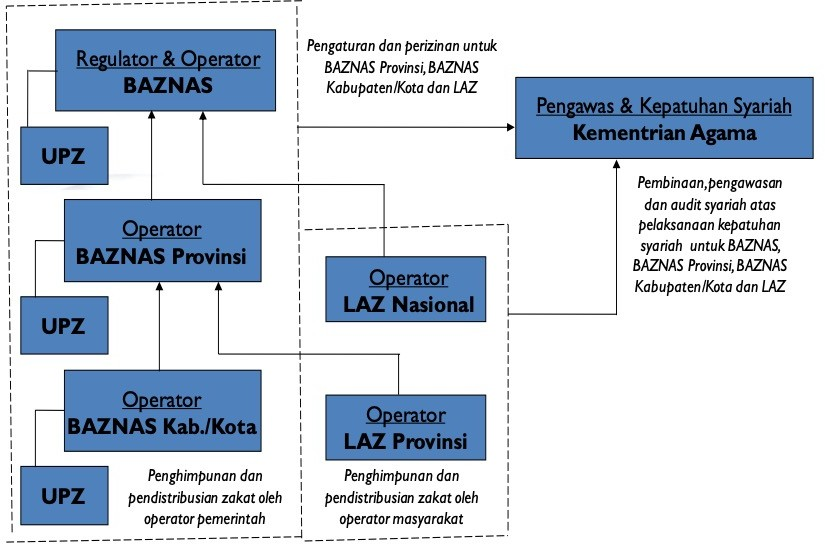 Regulator & Operator
BAZNAS
UPZ
Pengaturan dan perizinan untuk
BAZNAS Provinsi, BAZNAS
Kabupaten/Kota dan LAZ
Pengawas & Kepatuhan Syariah
Kementrian Agama
Pembinaan, pengawasan
dan audit syariah atas
pelaksanaan kepatuhan
syariah untuk BAZNAS,
BAZNAS Provinsi, BAZNAS
Kabupaten/Kota dan LAZ
Operator
BAZNAS Provinsi
UPZ
Operator
LAZ Nasional
Operator
BAZNAS Kab./Kota
UPZ
Operator
LAZ Provinsi
Penghimpunan dan
pendistribusian zakat oleh
operator pemerintah
Penghimpunan dan
pendistribusian zakat oleh
operator masyarakat